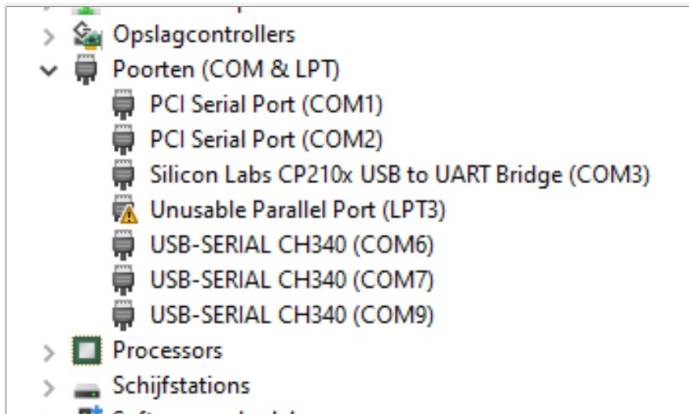 Opslagcontrollers
Poorten (COM & LPT)
PCI Serial Port (COM1)
PCI Serial Port (COM2)
Silicon Labs CP210x USB to UART Bridge (COM3)
Unusable Parallel Port (LPT3)
USB-SERIAL CH340 (COM6)
USB-SERIAL CH340 (COM7)
USB-SERIAL CH340 (COM9)
Processors
Schijfstations